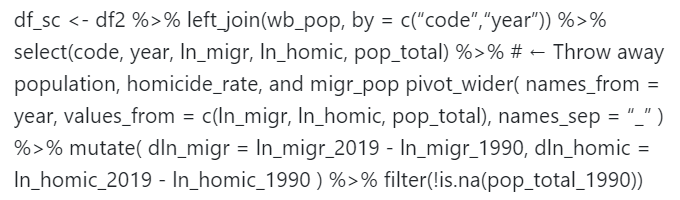 df_sc <- df2 %>% left_join(wb_pop, by = c(“code”,“year”)) %>%
select(code, year, ln_migr, ln_homic, pop_total) %>% # ← Throw away
population, homicide_rate, and migr_pop pivot_wider( names_from =
year, values_from = c(ln_migr, ln_homic, pop_total), names_sep = “_” )
%>% mutate( dln_migr = ln_migr_2019 - ln_migr_1990, dln_homic =
ln_homic_2019 - ln_homic_1990 ) %>% filter(!is.na(pop_total_1990))